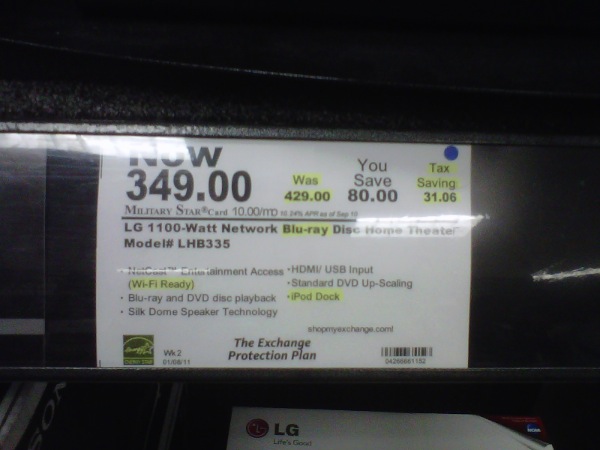 Now
349.00
Was
429.00
You
Save
80.00
Tax
Saving:
31.06
MILITARY STAR® Card 10.00/mo 10.24% APR as of Sep 10
LG 1100-Watt Network Blu-ray Disc Home Theater
Model# LHB335
NetCast™ Entertainment Access
(Wi-Fi Ready)
• Blu-ray and DVD disc playback
• Silk Dome Speaker Technology
•HDMI/ USB Input
•Standard DVD Up-Scaling
•iPod Dock
shopmyexchange.com!
Wk 2
01/08/11
The Exchange
Protection Plan
LG
Life's Good